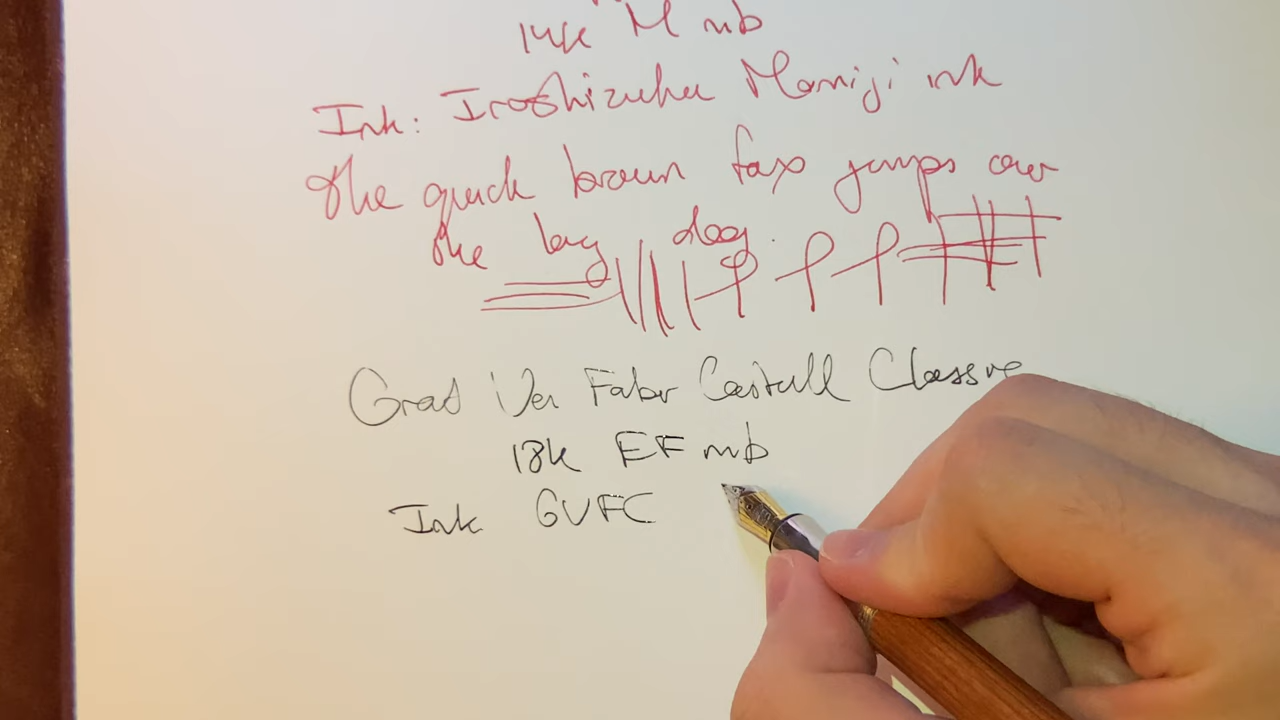 14k M nib
Ink: Iroshizuku Momiji ink
The quick brown fox jumps over
the lazy dog.
Graf Von Faber Castell Classic
18k EF nib
Ink GVFC